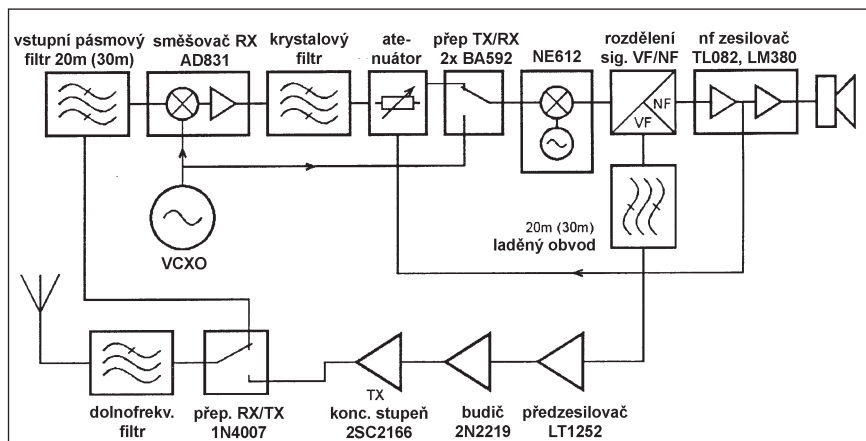 vstupní pásmový
filtr 20m (30m)
směšovač RX
AD831
krystalový
filtr
ate-
nuátor
přep TX/RX
2x BA592
NE612
rozdělení
sig. VF/NF
nf zesilovač
TL082, LM380
NF
VF
VCXO
20m (30m)
laděný obvod
dolnofrekv.
filtr
přep. RX/TX
1N4007
TX
konc. stupeň
2SC2166
budič
2N2219
předzesilovač
LT1252